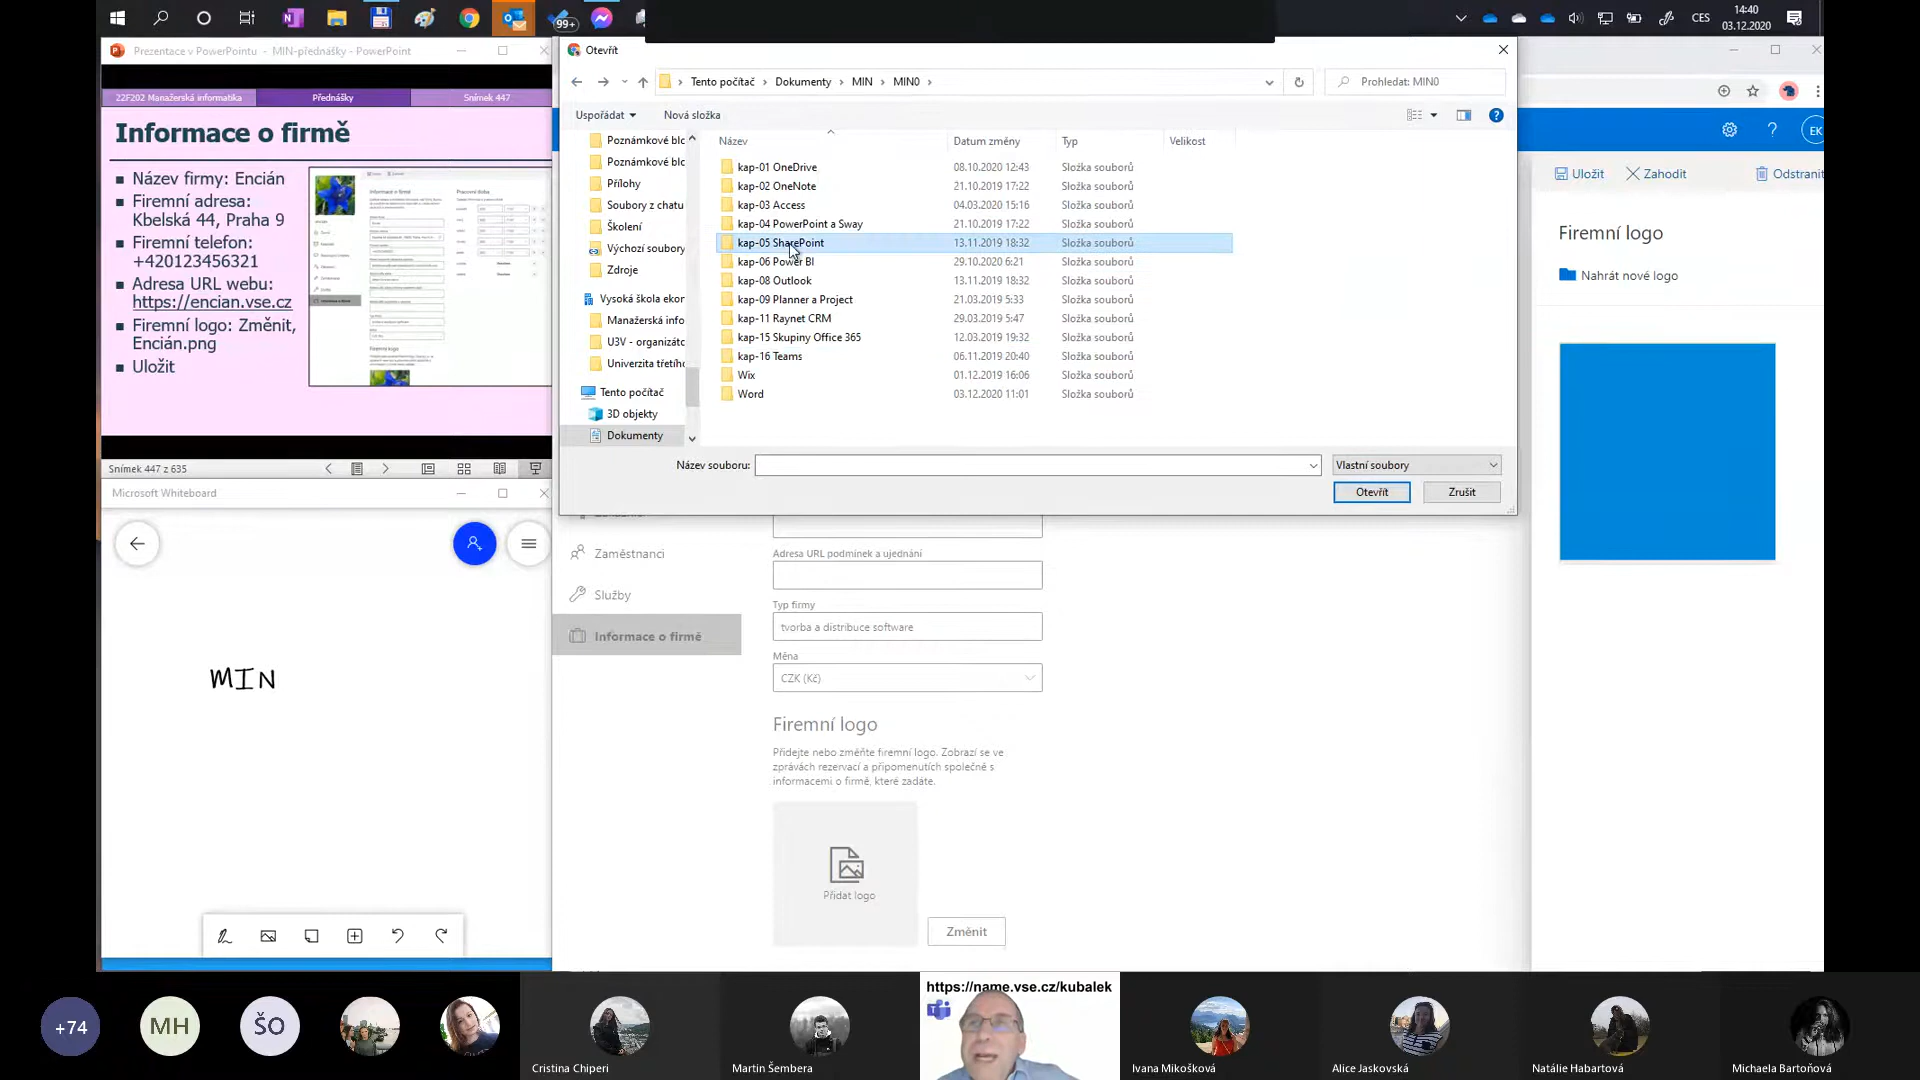 99+
CES
14:40
03.12.2020
Prezentace v PowerPointu - MIN-přednášky - PowerPoint
22F202 Manažerská informatika
Přednášky
Snímek 447
Informace o firmě
Název firmy: Encián
Firemní adresa:
Kbelská 44, Praha 9
Firemní telefon:
+420123456321
Adresa URL webu:
https://encian.vse.cz
Firemní logo: Změnit,
Encián.png
Uložit
Snímek 447 z 635
Microsoft Whiteboard
MIN
Otevřít
Tento počítač
Dokumenty
MIN
MIN0
Prohledat: MIN0
Uspořádat
Nová složka
Poznámkové blc
Poznámkové blc
Přílohy
Soubory z chatu
Školení
Výchozí soubory
Zdroje
Vysoká škola ekor
Manažerská info
U3V - organizátc
Univerzita třetíh
Tento počítač
3D objekty
Dokumenty
Název
Datum změny
Typ
Velikost
kap-01 OneDrive 08.10.2020 12:43 Složka souborů
kap-02 OneNote 21.10.2019 17:22 Složka souborů
kap-03 Access 04.03.2020 15:16 Složka souborů
kap-04 PowerPoint a Sway 21.10.2019 17:22 Složka souborů
kap-05 SharePoint 13.11.2019 18:32 Složka souborů
kap-06 Power BI 29.10.2020 6:21 Složka souborů
kap-08 Outlook 13.11.2019 18:32 Složka souborů
kap-09 Planner a Project 21.03.2019 5:33 Složka souborů
kap-11 Raynet CRM 29.03.2019 5:47 Složka souborů
kap-15 Skupiny Office 365 12.03.2019 19:32 Složka souborů
kap-16 Teams 06.11.2019 20:40 Složka souborů
Wix 01.12.2019 16:06 Složka souborů
Word 03.12.2020 11:01 Složka souborů
Název souboru:
Vlastní soubory
Otevřít
Zrušit
Zaměstnanci
Služby
Informace o firmě
Adresa URL podmínek a ujednání
Typ firmy
tvorba a distribuce software
Měna
CZK (Kč)
Firemní logo
Přidejte nebo změňte firemní logo. Zobrazí se ve
zprávách rezervací a připomenutích společně s
informacemi o firmě, které zadáte.
Přidat logo
Změnit
EK
Uložit
Zahodit
Odstranit
Firemní logo
Nahrát nové logo
+74
MH
ŠO
Cristina Chiperi
Martin Šembera
https://name.vse.cz/kubalek
Ivana Mikošková
Alice Jaskovská
Natálie Habartová
Michaela Bartoňová